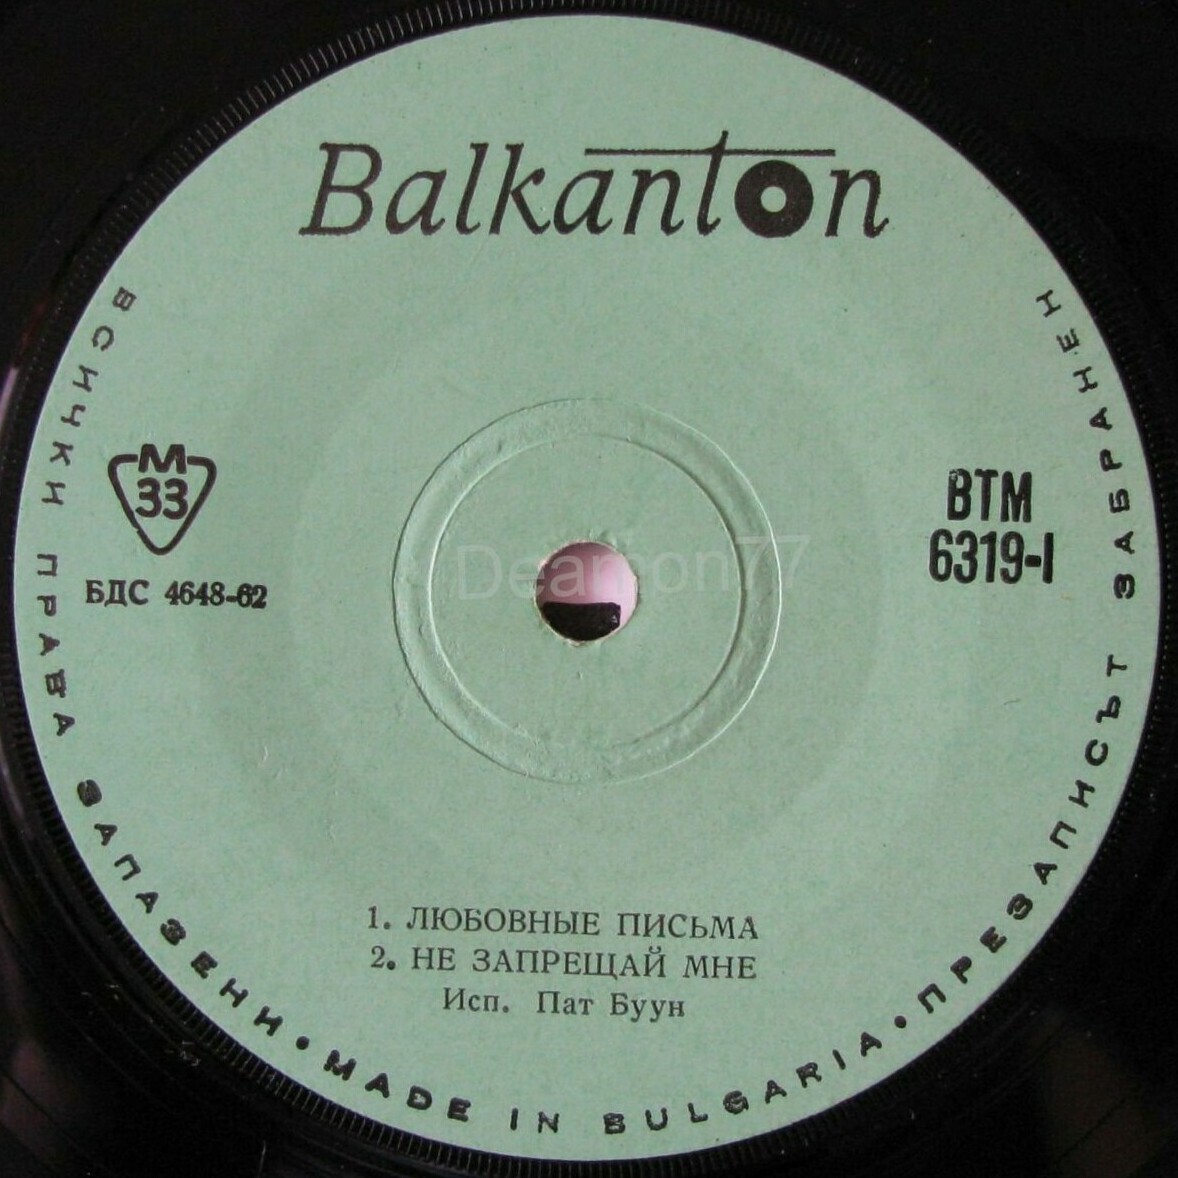 Balkanton
ВСИЧКИ ПРАВА ЗАПАЗЕНИ • MADE IN BULGARIA • ПРЕЗАПИСЪТ ЗАБРАНЕН
М
33
БДС 4648-62
ВТМ
6319-I
Deamon77
1. ЛЮБОВНЫЕ ПИСЬМА
2. НЕ ЗАПРЕЩАЙ МНЕ
Исп. Пат Буун